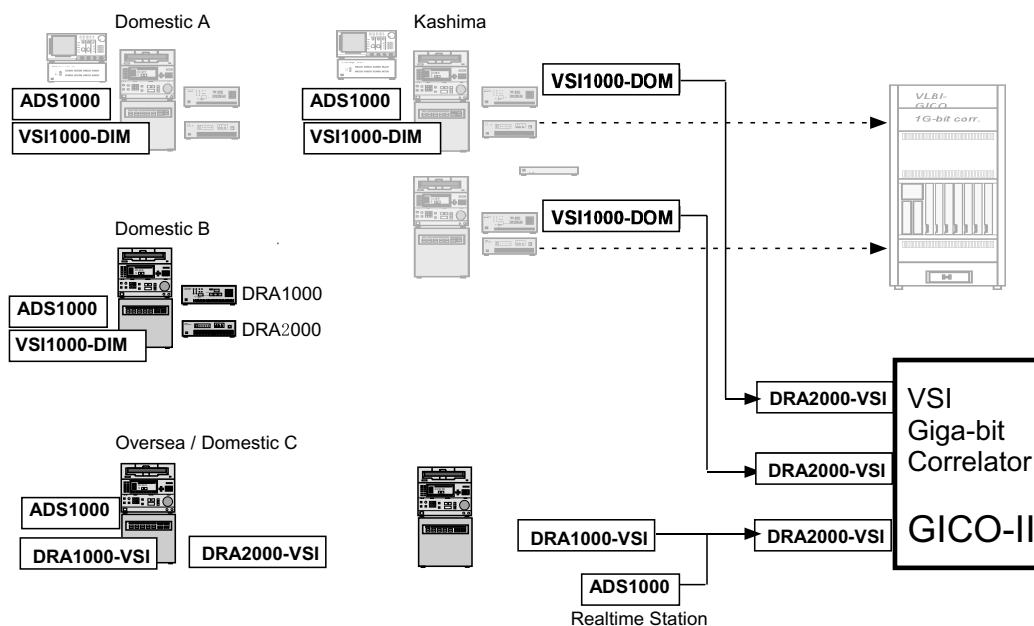 Domestic A
Kashima
ADS1000
VSI1000-DIM
ADS1000
VSI1000-DIM
VSI1000-DOM
VLBI-
GICO
1G-bit corr.
VSI1000-DOM
Domestic B
ADS1000
VSI1000-DIM
DRA1000
DRA2000
DRA2000-VSI
DRA2000-VSI
DRA2000-VSI
VSI
Giga-bit
Correlator
GICO-II
Oversea / Domestic C
ADS1000
DRA1000-VSI
DRA2000-VSI
DRA1000-VSI
ADS1000
Realtime Station